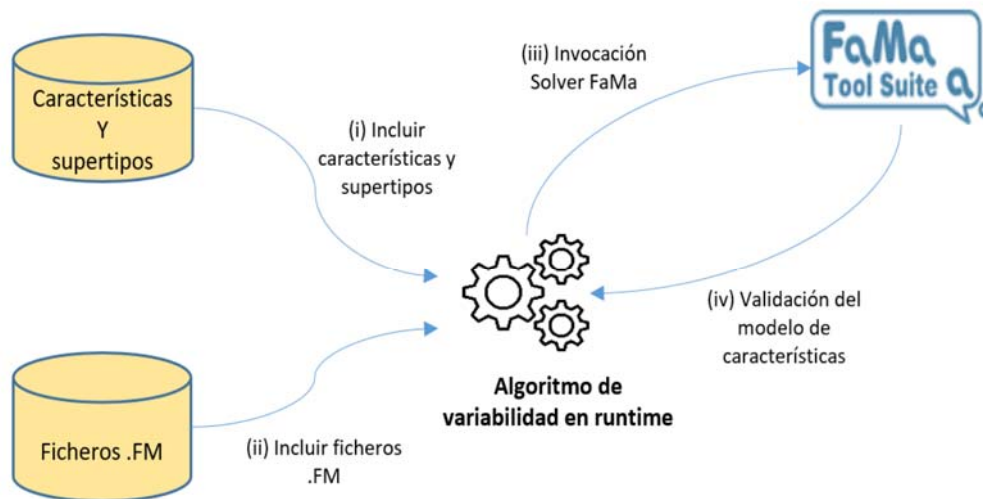 Características
Y
supertipos
(i) Incluir
características y
supertipos
(iii) Invocación
Solver FaMa
FaMa
Tool Suite
(iv) Validación del
modelo de
características
Algoritmo de
variabilidad en runtime
Ficheros .FM
(ii) Incluir ficheros
.FM